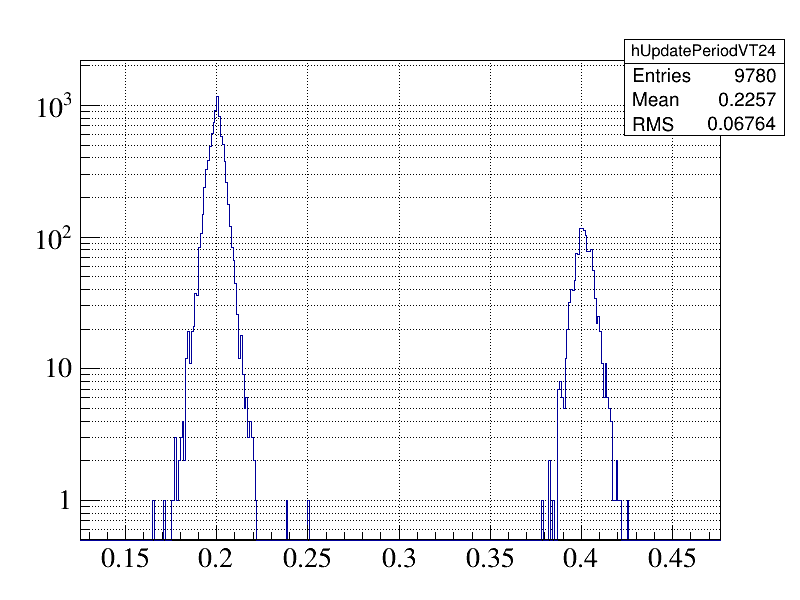 hUpdatePeriodVT24
Entries 9780
Mean 0.2257
RMS 0.06764
10³
10²
10
1
0.15 0.2 0.25 0.3 0.35 0.4 0.45